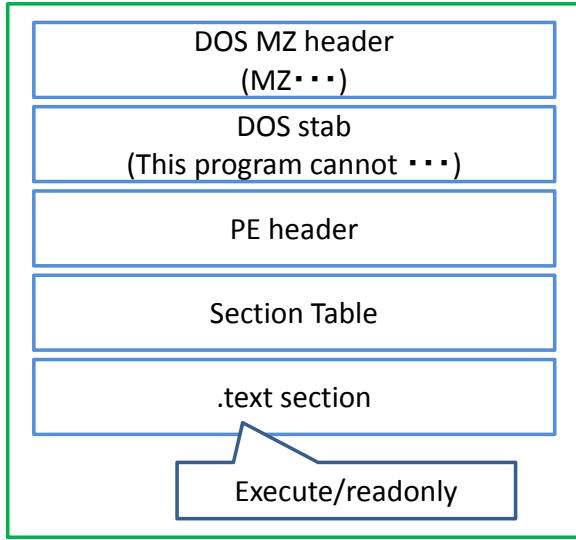 DOS MZ header
(MZ・・・)
DOS stab
(This program cannot ・・・)
PE header
Section Table
.text section
Execute/readonly